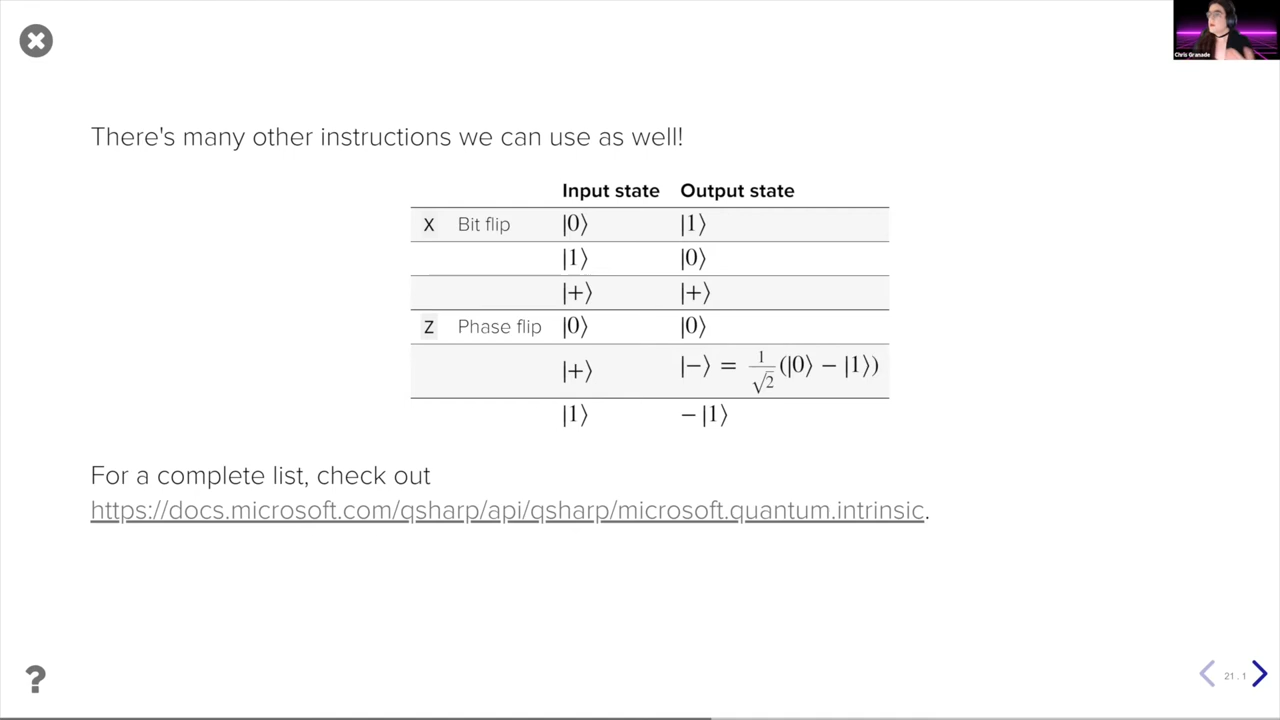 Chris Granade
There's many other instructions we can use as well!
Input state Output state
X Bit flip |0⟩ |1⟩
|1⟩ |0⟩
|+⟩ |+⟩
Z Phase flip |0⟩ |0⟩
|+⟩ |−⟩ = 1/√2 (|0⟩ − |1⟩)
|1⟩ − |1⟩
For a complete list, check out
https://docs.microsoft.com/qsharp/api/qsharp/microsoft.quantum.intrinsic.
?
21 . 1